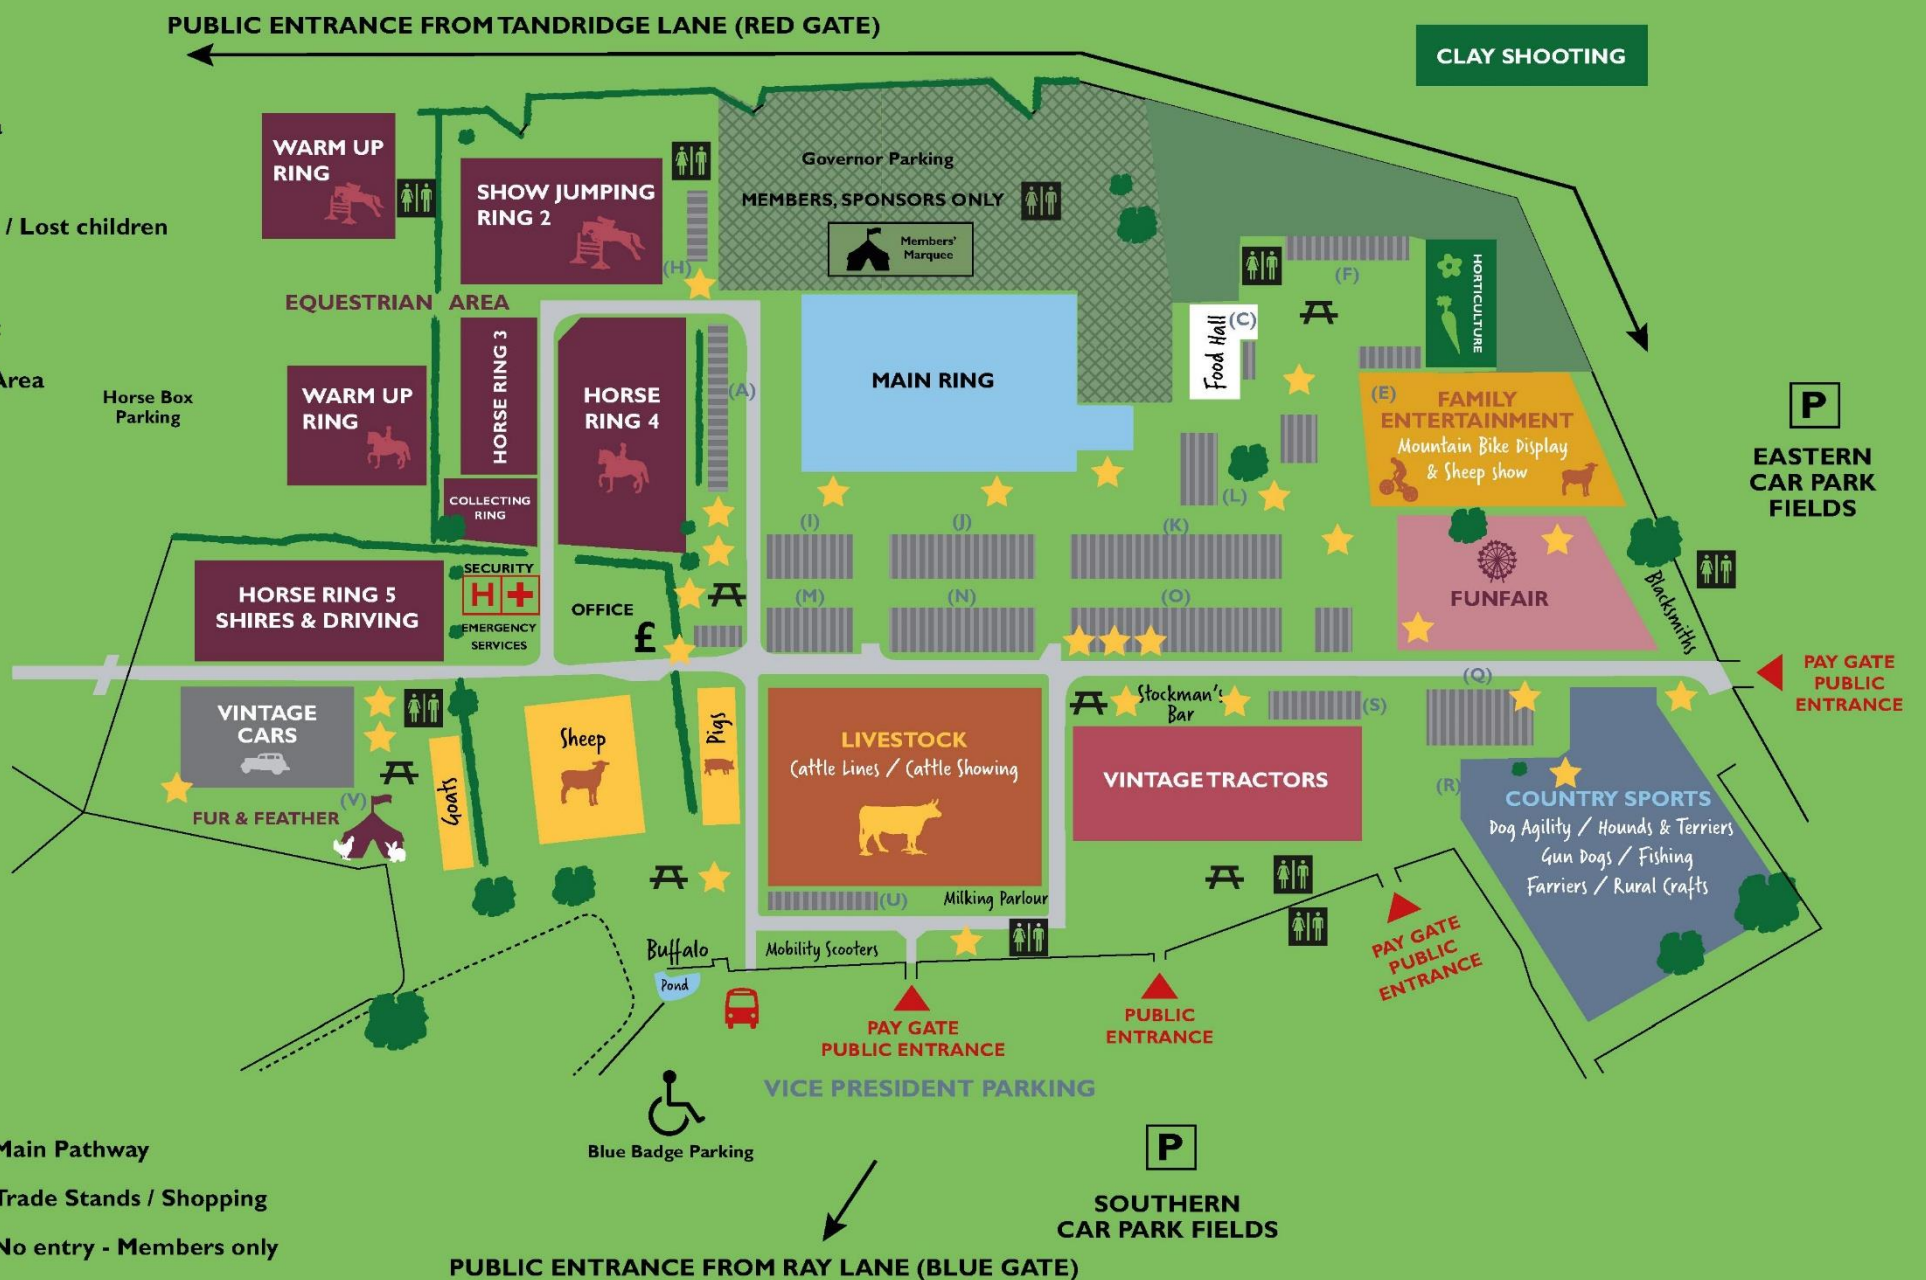 PUBLIC ENTRANCE FROM TANDRIDGE LANE (RED GATE)
CLAY SHOOTING
WARM UP
RING
SHOW JUMPING
RING 2
Governor Parking
MEMBERS, SPONSORS ONLY
Members'
Marquee
/ Lost children
(H)
(F)
HORTICULTURE
EQUESTRIAN AREA
HORSE RING 3
HORSE
RING 4
(A)
MAIN RING
Food Hall
(C)
Area
Horse Box
Parking
WARM UP
RING
(E)
FAMILY
ENTERTAINMENT
Mountain Bike Display
& Sheep show
P
EASTERN
CAR PARK
FIELDS
COLLECTING
RING
(L)
(I)
(J)
(K)
SECURITY
H
EMERGENCY
SERVICES
HORSE RING 5
SHIRES & DRIVING
OFFICE
£
(M)
(N)
(O)
FUNFAIR
Blacksmiths
PAY GATE
PUBLIC
ENTRANCE
VINTAGE
CARS
Sheep
Pigs
Goats
LIVESTOCK
Cattle Lines / Cattle Showing
Stockman's
Bar
(S)
(Q)
VINTAGE TRACTORS
(R)
COUNTRY SPORTS
Dog Agility / Hounds & Terriers
Gun Dogs / Fishing
Farriers / Rural Crafts
(V)
FUR & FEATHER
(U)
Milking Parlour
Buffalo
Pond
Mobility Scooters
PAY GATE
PUBLIC
ENTRANCE
PAY GATE
PUBLIC ENTRANCE
PUBLIC
ENTRANCE
VICE PRESIDENT PARKING
Blue Badge Parking
P
SOUTHERN
CAR PARK FIELDS
Main Pathway
Trade Stands / Shopping
No entry - Members only
PUBLIC ENTRANCE FROM RAY LANE (BLUE GATE)